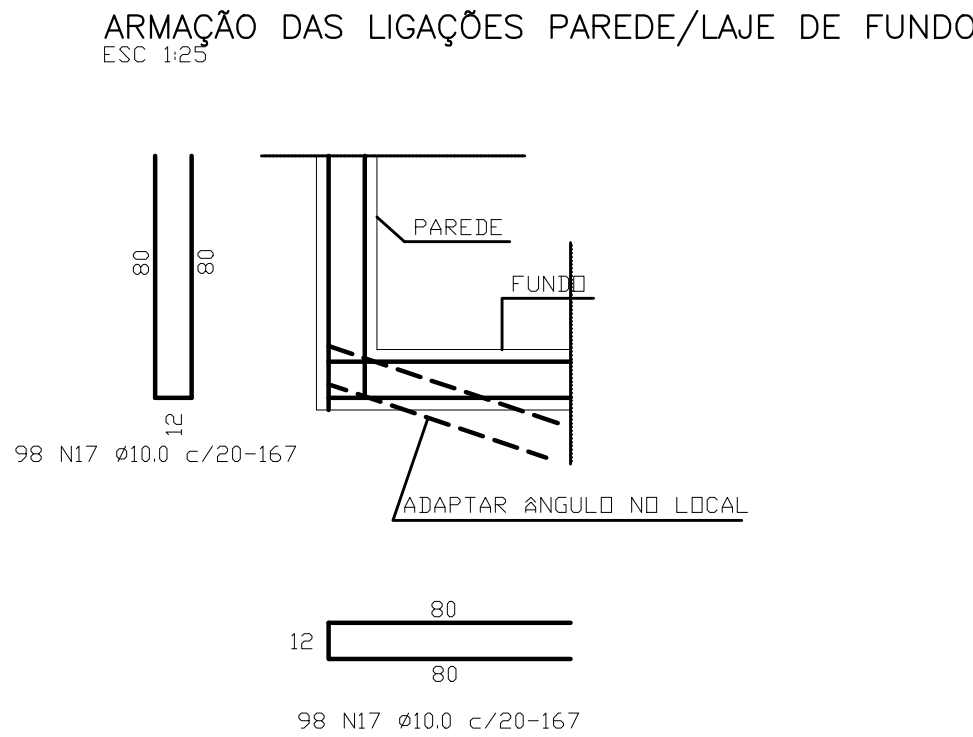 ARMAÇÃO DAS LIGAÇÕES PAREDE/LAJE DE FUNDO
ESC 1:25
PAREDE
80
80
FUNDO
12
98 N17 Ø10.0 c/20-167
ADAPTAR ÂNGULO NO LOCAL
80
12
80
98 N17 Ø10.0 c/20-167